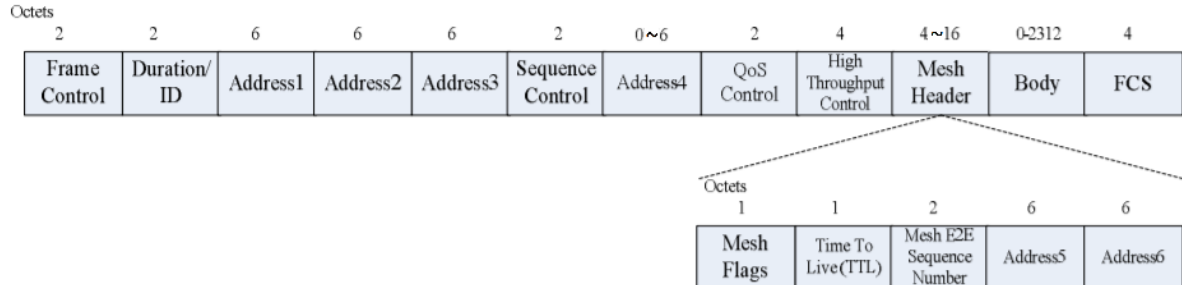 Octets
2 2 6 6 6 2 0~6 2 4 4~16 0-2312 4
Frame Control
Duration/ ID
Address1
Address2
Address3
Sequence Control
Address4
QoS Control
High Throughput Control
Mesh Header
Body
FCS
Octets
1 1 2 6 6
Mesh Flags
Time To Live(TTL)
Mesh E2E Sequence Number
Address5
Address6